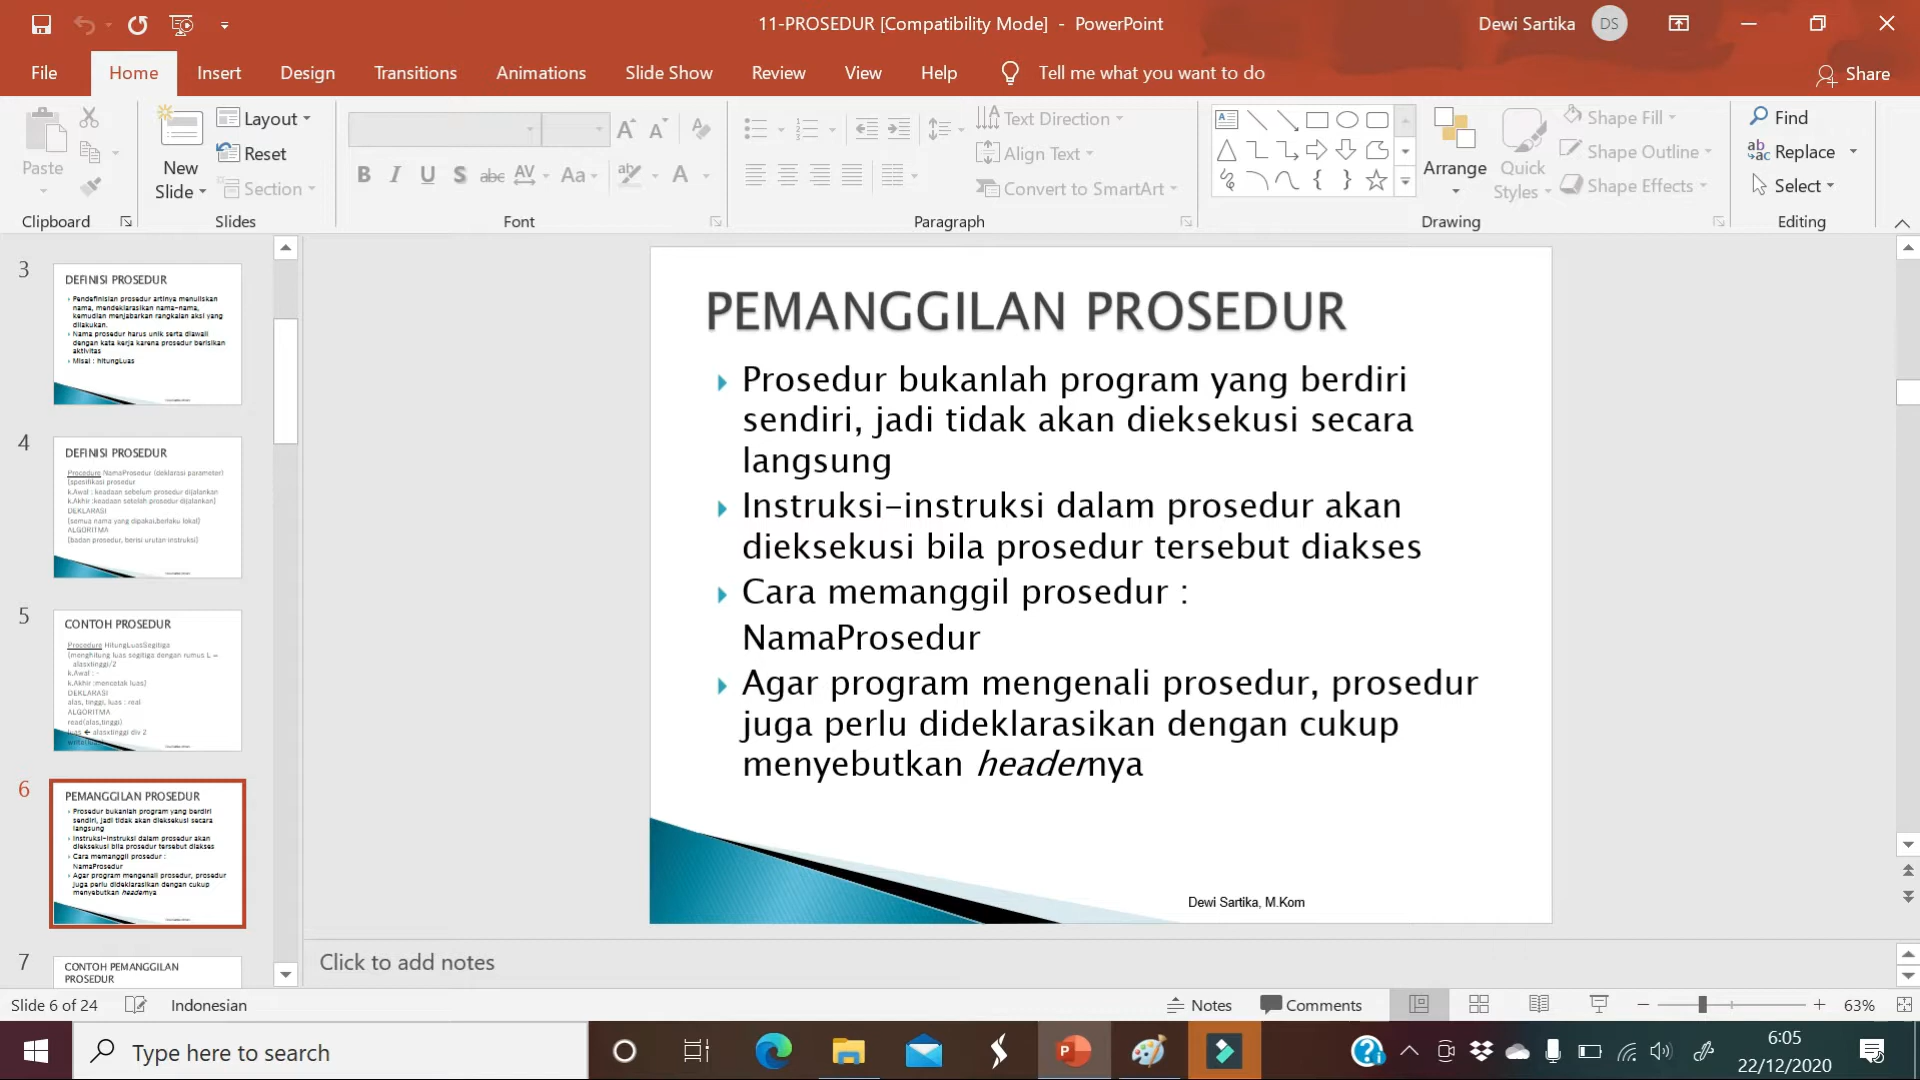 11-PROSEDUR [Compatibility Mode] - PowerPoint
Dewi Sartika
DS
File
Home
Insert
Design
Transitions
Animations
Slide Show
Review
View
Help
Tell me what you want to do
Share
Paste
Clipboard
New
Slide
Layout
Reset
Section
Slides
B I U S abc AV Aa A
Font
Text Direction
Align Text
Convert to SmartArt
Paragraph
Arrange
Quick
Styles
Shape Fill
Shape Outline
Shape Effects
Drawing
Find
Replace
Select
Editing
3
DEFINISI PROSEDUR
Pendefinisian prosedur artinya menuliskan
nama, mendeklarasikan nama-nama,
kemudian menjabarkan rangkaian aksi yang
dilakukan.
Nama prosedur harus unik serta diawali
dengan kata kerja karena prosedur berisikan
aktivitas
Misal : hitungLuas
4
DEFINISI PROSEDUR
Procedure NamaProsedur (deklarasi parameter)
{spesifikasi prosedur
k.Awal : keadaan sebelum prosedur dijalankan
k.Akhir :keadaan setelah prosedur dijalankan}
DEKLARASI
{semua nama yang dipakai,berlaku lokal}
ALGORITMA
{badan prosedur, berisi urutan instruksi}
5
CONTOH PROSEDUR
Procedure HitungLuasSegitiga
{menghitung luas segitiga dengan rumus L =
alasxtinggi/2
k.Awal : -
k.Akhir :mencetak luas}
DEKLARASI
alas, tinggi, luas : real
ALGORITMA
read(alas,tinggi)
luas ← alasxtinggi div 2
6
PEMANGGILAN PROSEDUR
Prosedur bukanlah program yang berdiri
sendiri, jadi tidak akan dieksekusi secara
langsung
Instruksi-instruksi dalam prosedur akan
dieksekusi bila prosedur tersebut diakses
Cara memanggil prosedur :
NamaProsedur
Agar program mengenali prosedur, prosedur
juga perlu dideklarasikan dengan cukup
menyebutkan headernya
7
CONTOH PEMANGGILAN
PROSEDUR
PEMANGGILAN PROSEDUR
Prosedur bukanlah program yang berdiri
sendiri, jadi tidak akan dieksekusi secara
langsung
Instruksi-instruksi dalam prosedur akan
dieksekusi bila prosedur tersebut diakses
Cara memanggil prosedur :
NamaProsedur
Agar program mengenali prosedur, prosedur
juga perlu dideklarasikan dengan cukup
menyebutkan headernya
Dewi Sartika, M.Kom
Click to add notes
Slide 6 of 24
Indonesian
Notes
Comments
63%
Type here to search
6:05
22/12/2020